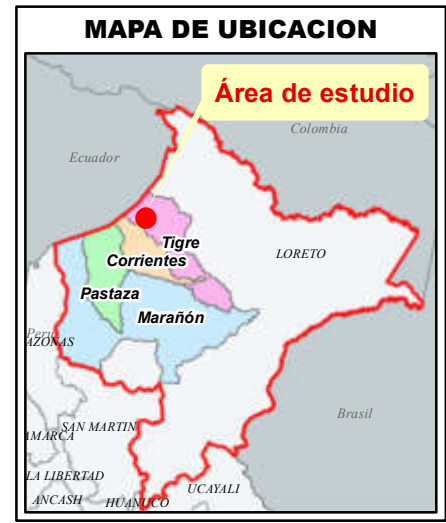 MAPA DE UBICACION
Área de estudio
Colombia
Ecuador
Tigre
LORETO
Corrientes
Pastaza
Marañón
Peru
AZONAS
Brasil
SAN MARTIN
AMARCA
LA LIBERTAD
UCAYALI
ANCASH
HUANUCO